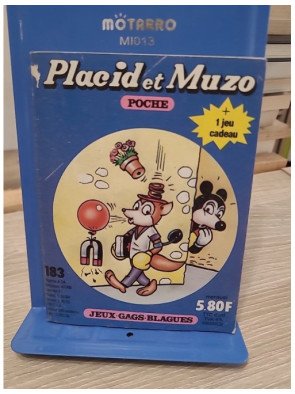 MOTARRO
MI013
Placid et Muzo
POCHE
+
1 jeu
cadeau
183
5.80F
JEUX·GAGS·BLAGUES